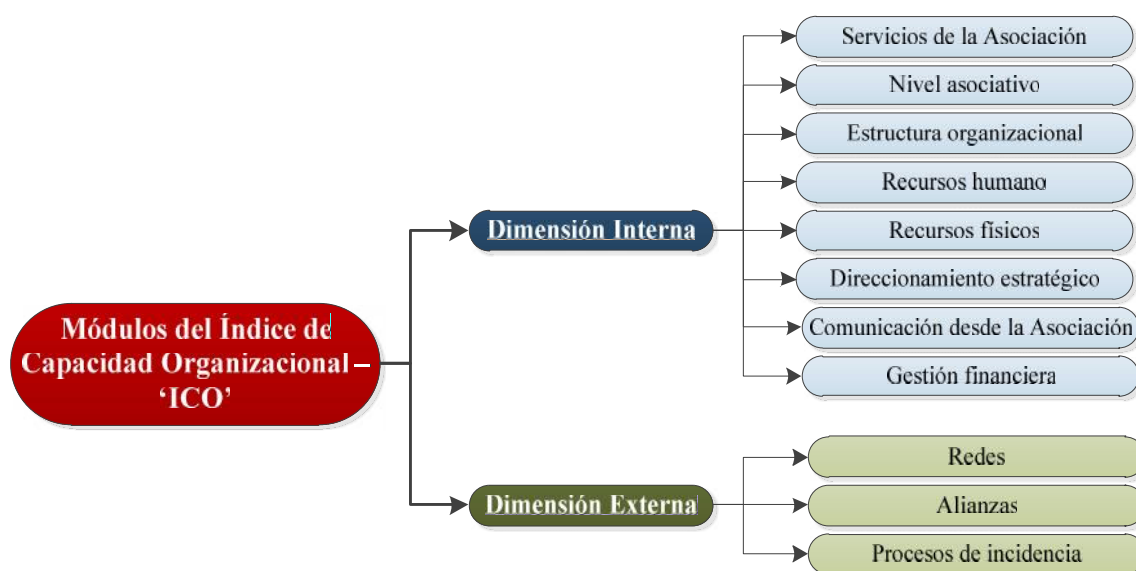 Módulos del Índice de
Capacidad Organizacional –
‘ICO’
Dimensión Interna
Servicios de la Asociación
Nivel asociativo
Estructura organizacional
Recursos humano
Recursos físicos
Direccionamiento estratégico
Comunicación desde la Asociación
Gestión financiera
Dimensión Externa
Redes
Alianzas
Procesos de incidencia